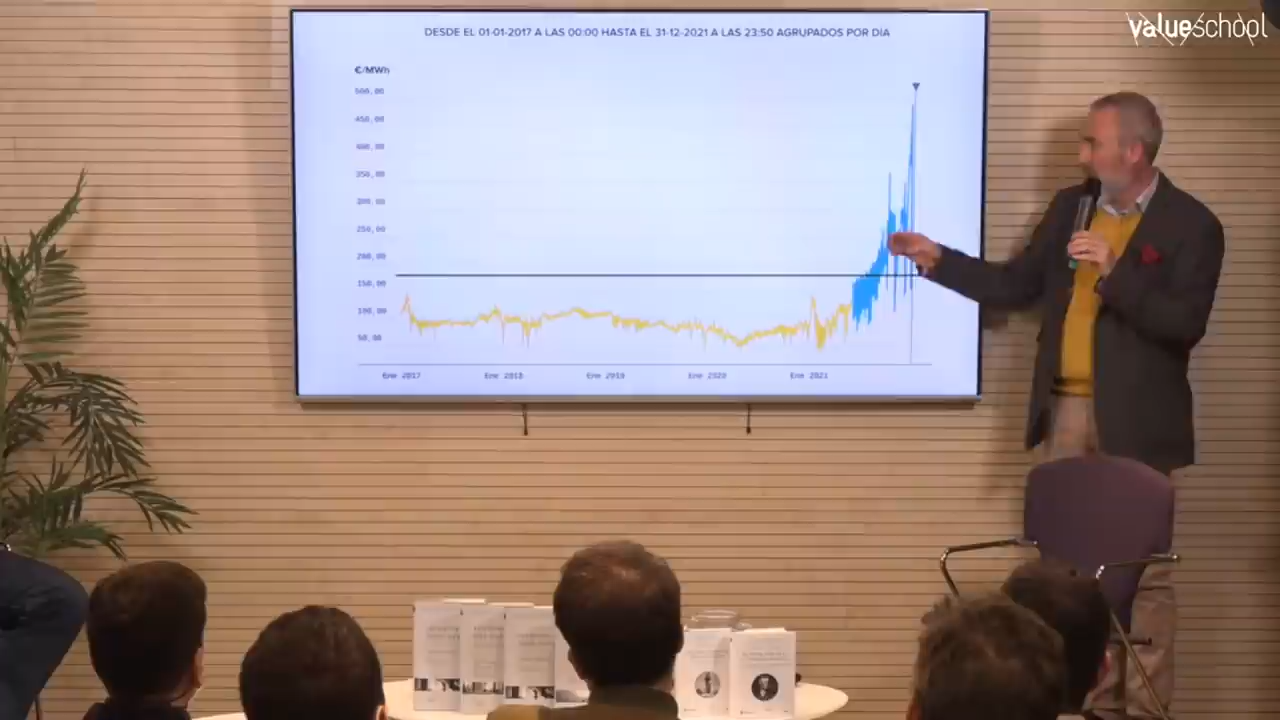 valueschool
DESDE EL 01-01-2017 A LAS 00:00 HASTA EL 31-12-2021 A LAS 23:50 AGRUPADOS POR DÍA
€/MWh
500,00
450,00
400,00
350,00
300,00
250,00
200,00
150,00
100,00
50,00
Ene 2017
Ene 2018
Ene 2019
Ene 2020
Ene 2021